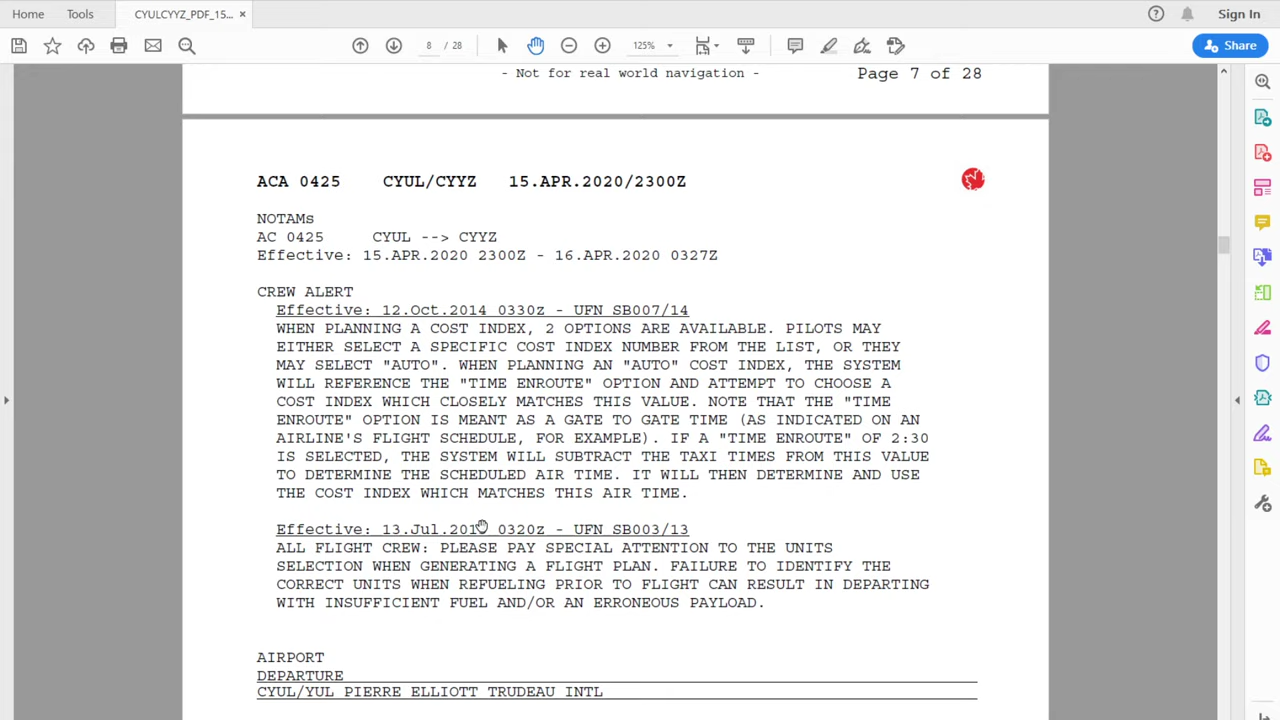 Home
Tools
CYULCYYZ_PDF_15...
×
Sign In
8 / 28
125%
Share
- Not for real world navigation -
Page 7 of 28
ACA 0425 CYUL/CYYZ 15.APR.2020/2300Z
NOTAMs
AC 0425 CYUL --> CYYZ
Effective: 15.APR.2020 2300Z - 16.APR.2020 0327Z
CREW ALERT
Effective: 12.Oct.2014 0330z - UFN SB007/14
WHEN PLANNING A COST INDEX, 2 OPTIONS ARE AVAILABLE. PILOTS MAY
EITHER SELECT A SPECIFIC COST INDEX NUMBER FROM THE LIST, OR THEY
MAY SELECT "AUTO". WHEN PLANNING AN "AUTO" COST INDEX, THE SYSTEM
WILL REFERENCE THE "TIME ENROUTE" OPTION AND ATTEMPT TO CHOOSE A
COST INDEX WHICH CLOSELY MATCHES THIS VALUE. NOTE THAT THE "TIME
ENROUTE" OPTION IS MEANT AS A GATE TO GATE TIME (AS INDICATED ON AN
AIRLINE'S FLIGHT SCHEDULE, FOR EXAMPLE). IF A "TIME ENROUTE" OF 2:30
IS SELECTED, THE SYSTEM WILL SUBTRACT THE TAXI TIMES FROM THIS VALUE
TO DETERMINE THE SCHEDULED AIR TIME. IT WILL THEN DETERMINE AND USE
THE COST INDEX WHICH MATCHES THIS AIR TIME.
Effective: 0320z - UFN SB003/13
ALL FLIGHT CREW: PLEASE PAY SPECIAL ATTENTION TO THE UNITS
SELECTION WHEN GENERATING A FLIGHT PLAN. FAILURE TO IDENTIFY THE
CORRECT UNITS WHEN REFUELING PRIOR TO FLIGHT CAN RESULT IN DEPARTING
WITH INSUFFICIENT FUEL AND/OR AN ERRONEOUS PAYLOAD.
AIRPORT
DEPARTURE
CYUL/YUL PIERRE ELLIOTT TRUDEAU INTL